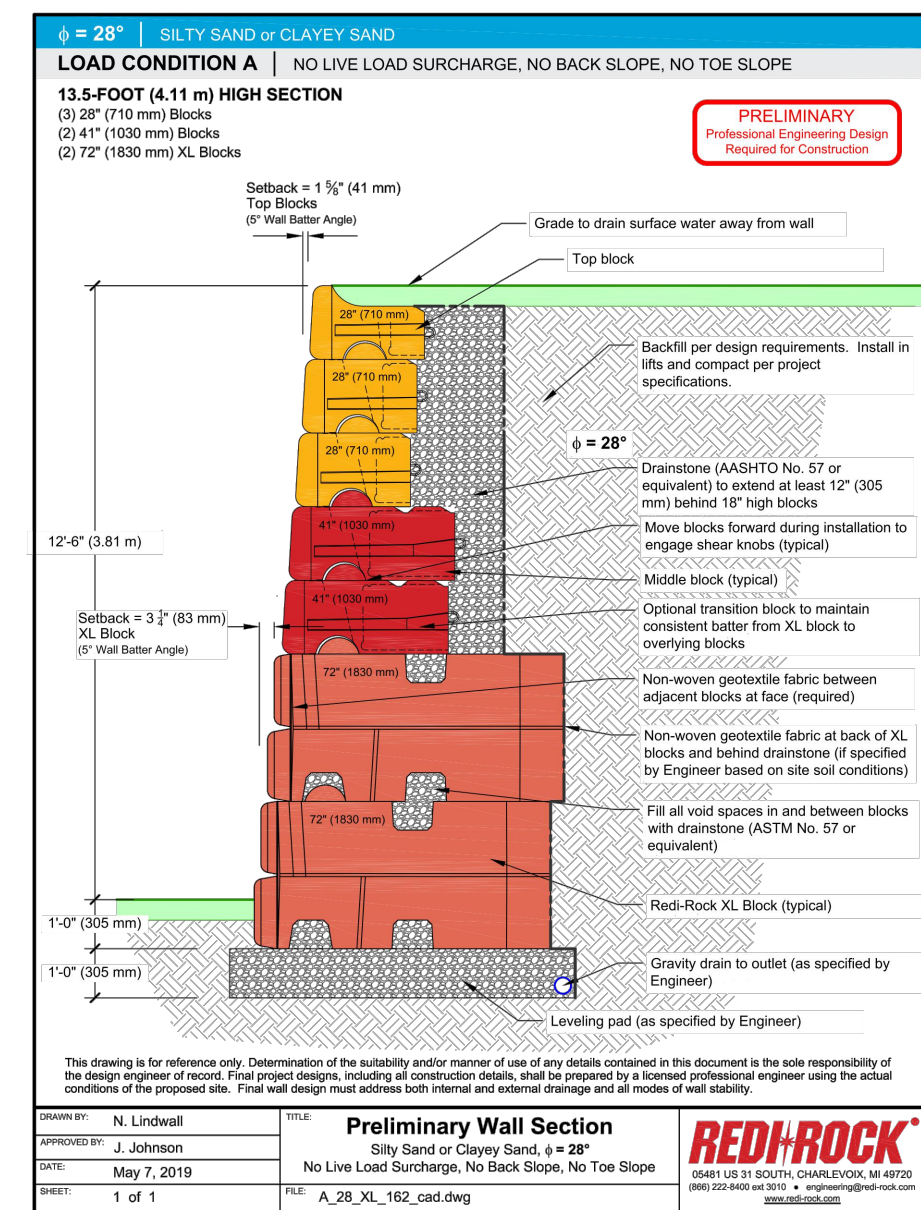 ϕ = 28° | SILTY SAND or CLAYEY SAND
LOAD CONDITION A | NO LIVE LOAD SURCHARGE, NO BACK SLOPE, NO TOE SLOPE
13.5-FOOT (4.11 m) HIGH SECTION
(3) 28" (710 mm) Blocks
(2) 41" (1030 mm) Blocks
(2) 72" (1830 mm) XL Blocks
PRELIMINARY
Professional Engineering Design
Required for Construction
Setback = 1 ⅝" (41 mm)
Top Blocks
(5° Wall Batter Angle)
Grade to drain surface water away from wall
Top block
28" (710 mm)
Backfill per design requirements. Install in
lifts and compact per project
specifications.
28" (710 mm)
ϕ = 28°
28" (710 mm)
Drainstone (AASHTO No. 57 or
equivalent) to extend at least 12" (305
mm) behind 18" high blocks
41" (1030 mm)
Move blocks forward during installation to
engage shear knobs (typical)
12'-6" (3.81 m)
Middle block (typical)
41" (1030 mm)
Optional transition block to maintain
consistent batter from XL block to
overlying blocks
Setback = 3 ¼" (83 mm)
XL Block
(5° Wall Batter Angle)
72" (1830 mm)
Non-woven geotextile fabric between
adjacent blocks at face (required)
Non-woven geotextile fabric at back of XL
blocks and behind drainstone (if specified
by Engineer based on site soil conditions)
72" (1830 mm)
Fill all void spaces in and between blocks
with drainstone (ASTM No. 57 or
equivalent)
Redi-Rock XL Block (typical)
1'-0" (305 mm)
1'-0" (305 mm)
Gravity drain to outlet (as specified by
Engineer)
Leveling pad (as specified by Engineer)
This drawing is for reference only. Determination of the suitability and/or manner of use of any details contained in this document is the sole responsibility of
the design engineer of record. Final project designs, including all construction details, shall be prepared by a licensed professional engineer using the actual
conditions of the proposed site. Final wall design must address both internal and external drainage and all modes of wall stability.
DRAWN BY: N. Lindwall
APPROVED BY: J. Johnson
DATE: May 7, 2019
SHEET: 1 of 1
TITLE: Preliminary Wall Section
Silty Sand or Clayey Sand, ϕ = 28°
No Live Load Surcharge, No Back Slope, No Toe Slope
FILE: A_28_XL_162_cad.dwg
REDI ROCK®
05481 US 31 SOUTH, CHARLEVOIX, MI 49720
(866) 222-8400 ext 3010 • engineering@redi-rock.com
www.redi-rock.com